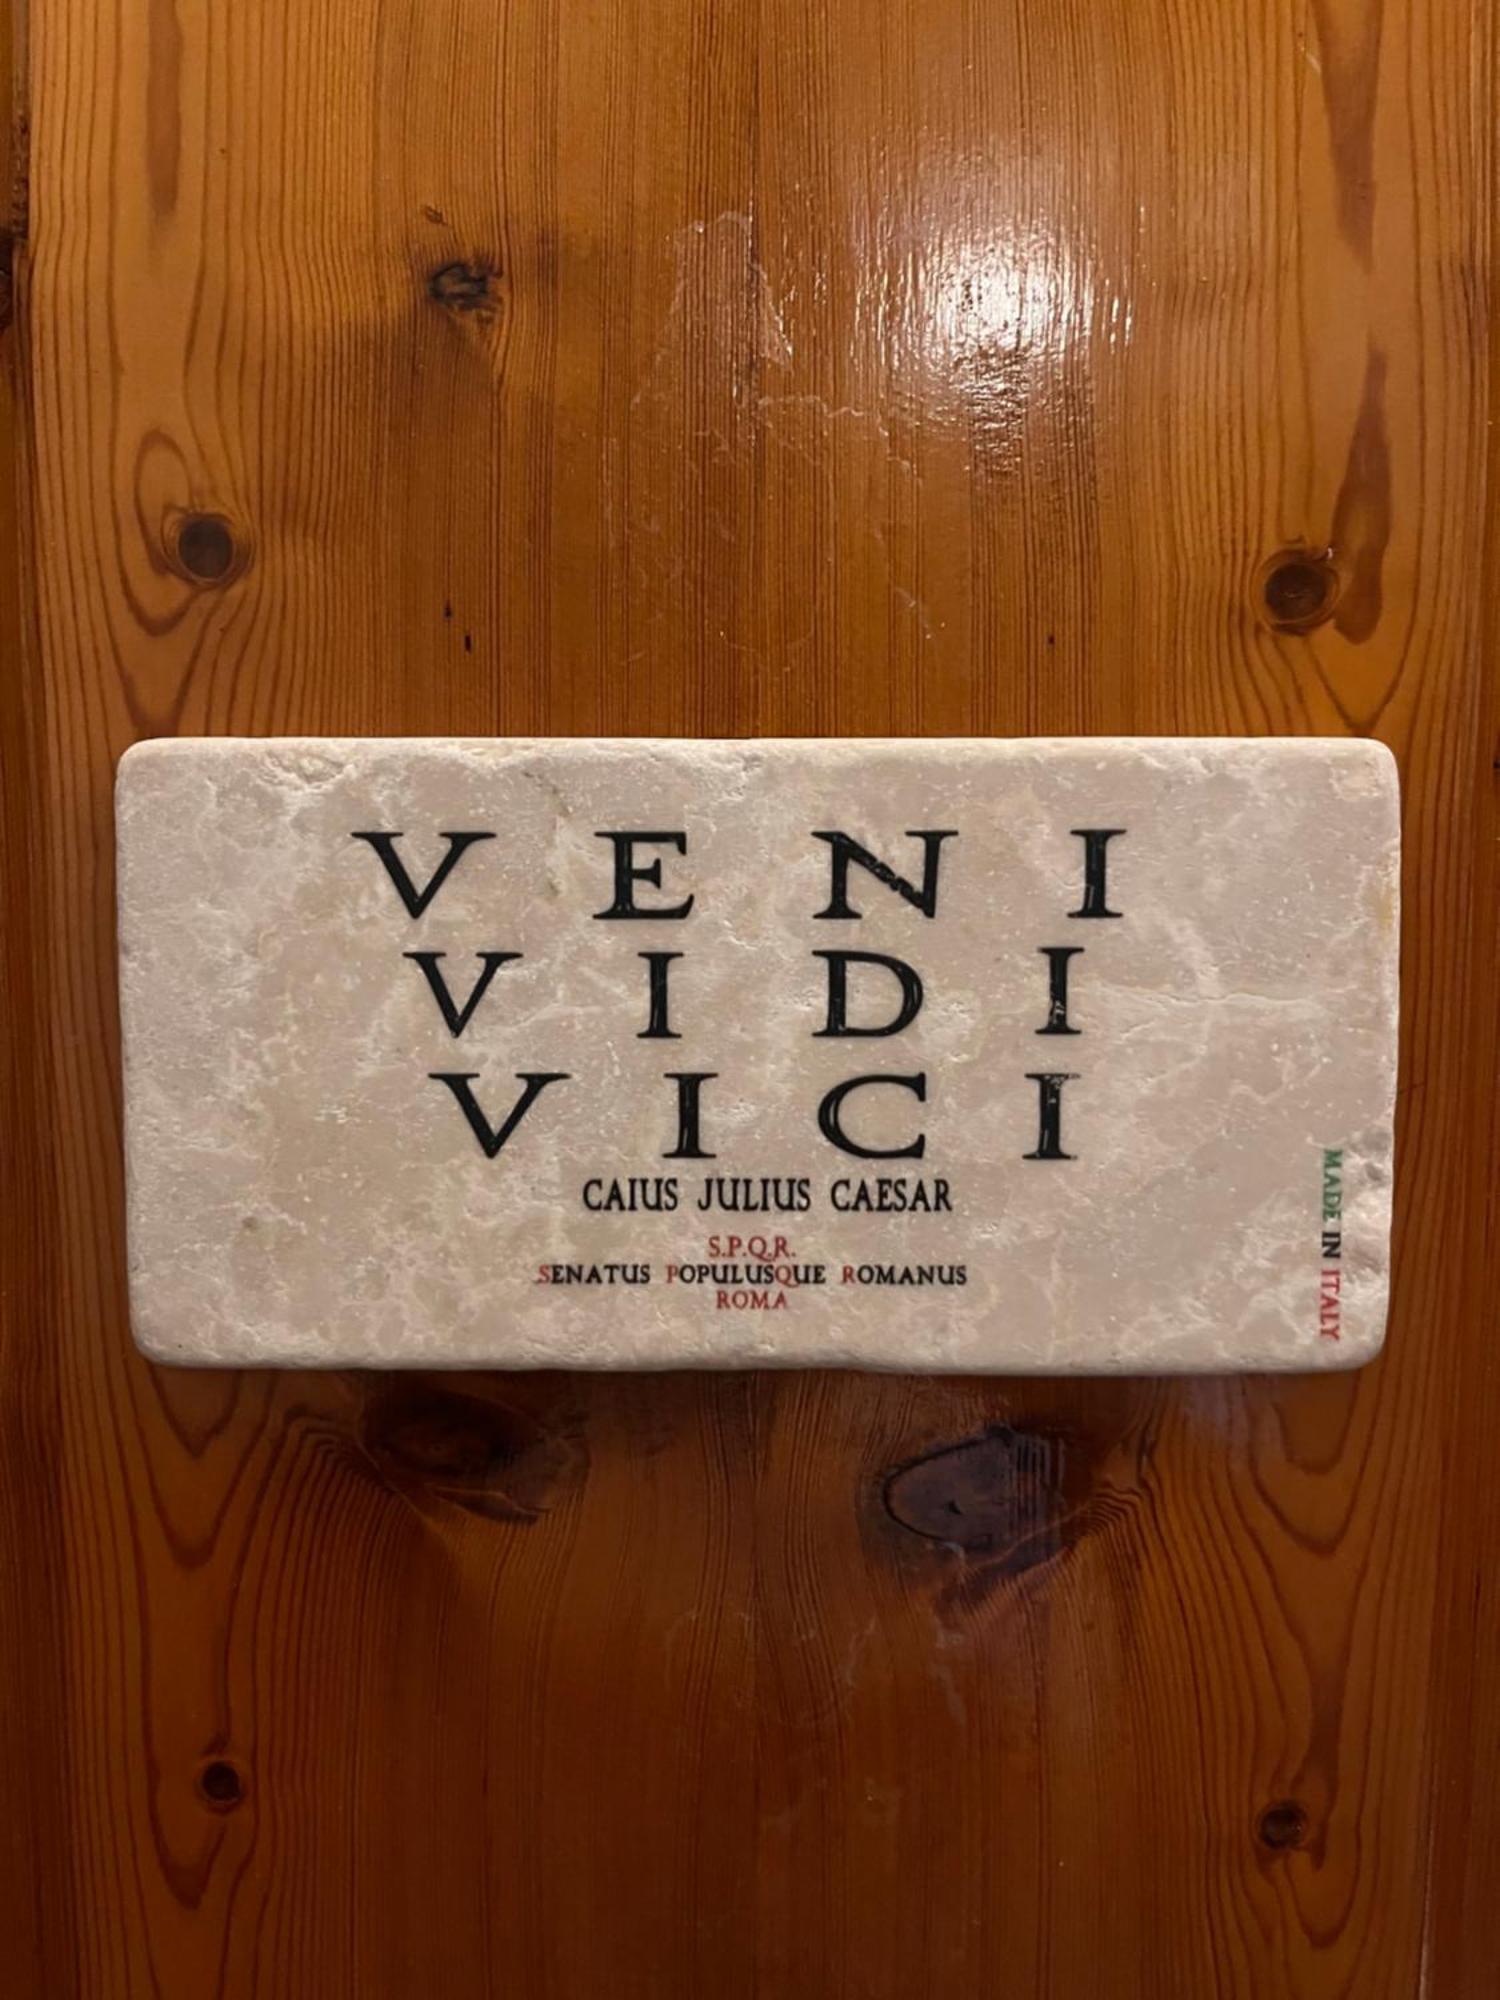 VENI
VIDI
VICI
CAIUS JULIUS CAESAR
S.P.Q.R.
SENATUS POPULUSQUE ROMANUS
ROMA
MADE IN ITALY